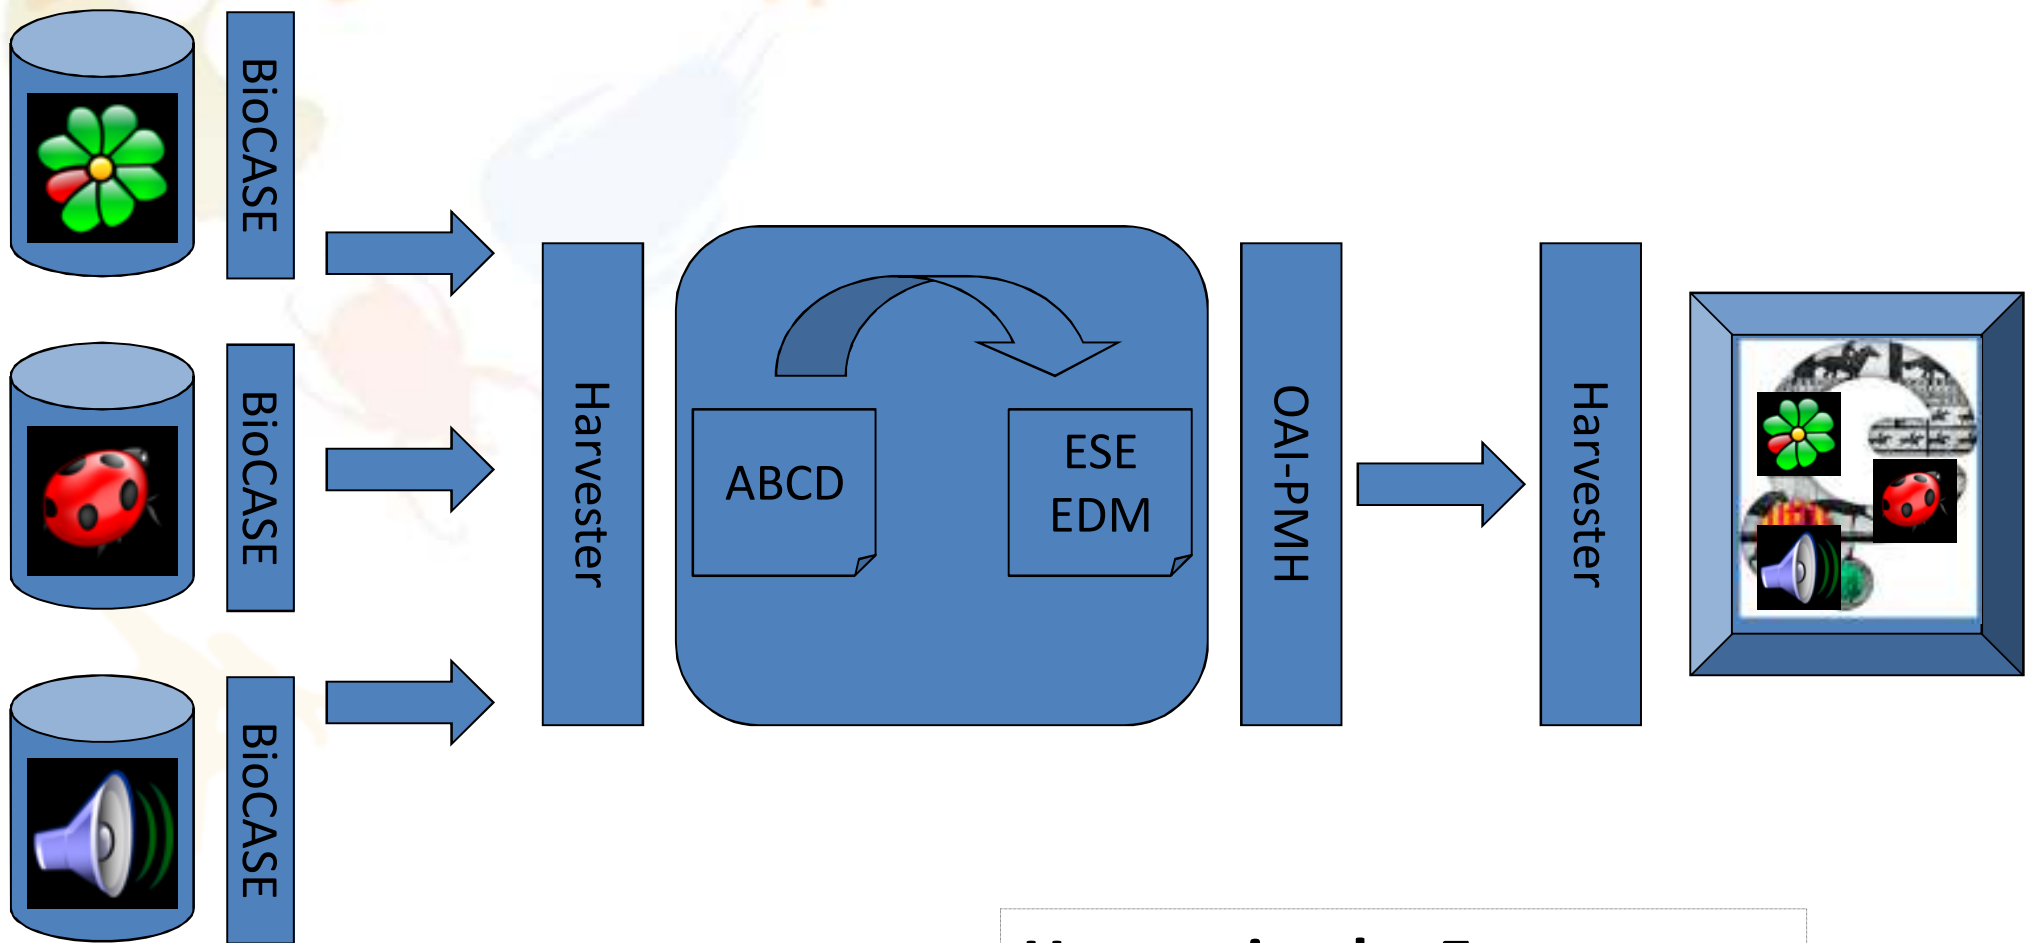 BioCASE
BioCASE
BioCASE
Harvester
ABCD
ESE
EDM
OAI-PMH
Harvester